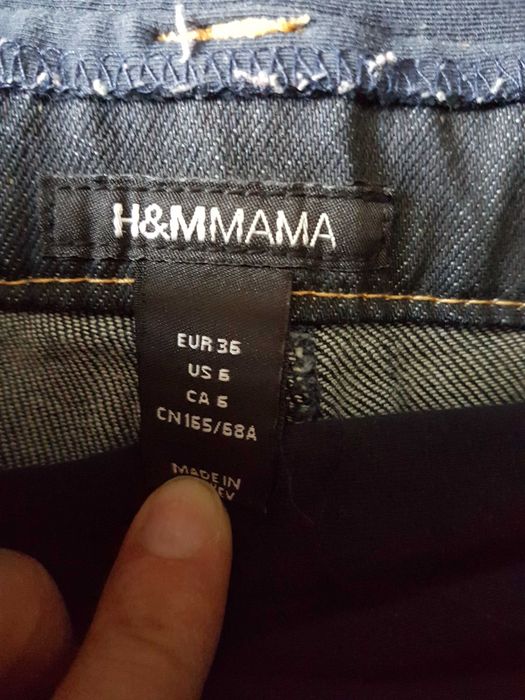 H&MMAMA
EUR 36
US 6
CA 6
CN165/68A
MADE IN